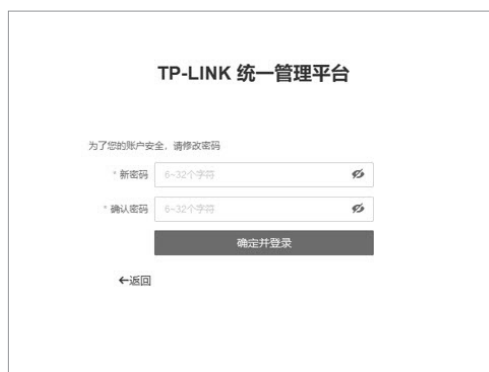 TP-LINK 统一管理平台
为了您的账户安全，请修改密码
* 新密码 6~32个字符
* 确认密码 6~32个字符
确定并登录
←返回